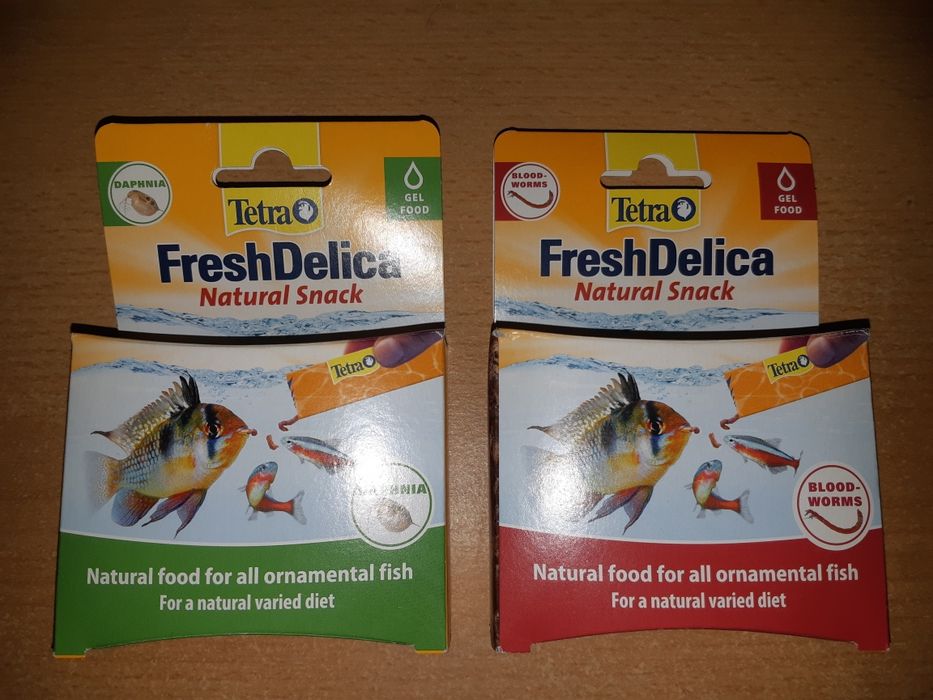 DAPHNIA
GEL
FOOD
Tetra
FreshDelica
Natural Snack
Tetra
DAPHNIA
Natural food for all ornamental fish
For a natural varied diet
BLOOD-
WORMS
GEL
FOOD
Tetra
FreshDelica
Natural Snack
Tetra
BLOOD-
WORMS
Natural food for all ornamental fish
For a natural varied diet